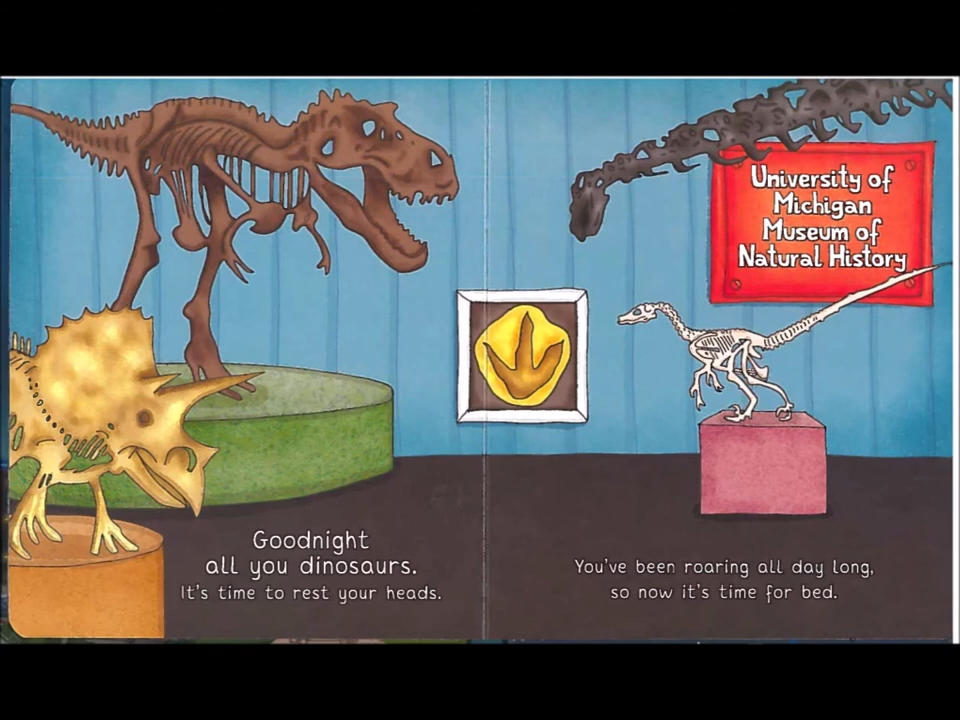 University of
Michigan
Museum of
Natural History
Goodnight
all you dinosaurs.
It's time to rest your heads.
You've been roaring all day long,
so now it's time for bed.